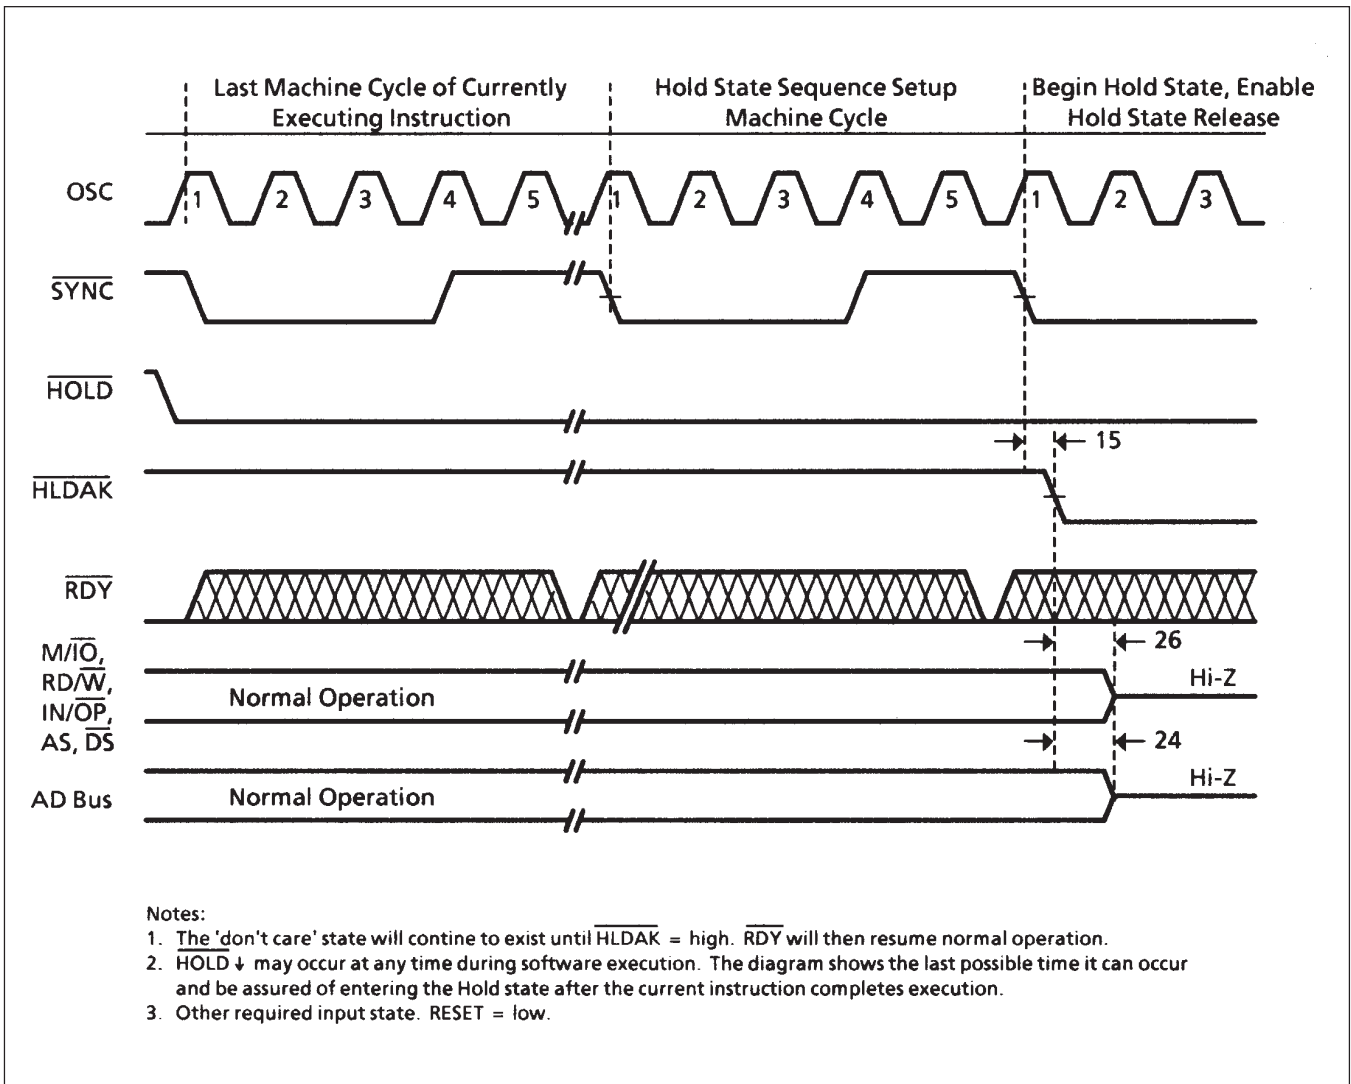 Last Machine Cycle of Currently
Executing Instruction
Hold State Sequence Setup
Machine Cycle
Begin Hold State, Enable
Hold State Release
OSC
1 2 3 4 5 1 2 3 4 5 1 2 3
SYNC
HOLD
15
HLDAK
RDY
26
M/IO,
RD/W,
IN/OP,
AS, DS
Normal Operation
Hi-Z
24
AD Bus
Normal Operation
Hi-Z
Notes:
1. The 'don't care' state will contine to exist until HLDAK = high. RDY will then resume normal operation.
2. HOLD ↓ may occur at any time during software execution. The diagram shows the last possible time it can occur
and be assured of entering the Hold state after the current instruction completes execution.
3. Other required input state. RESET = low.